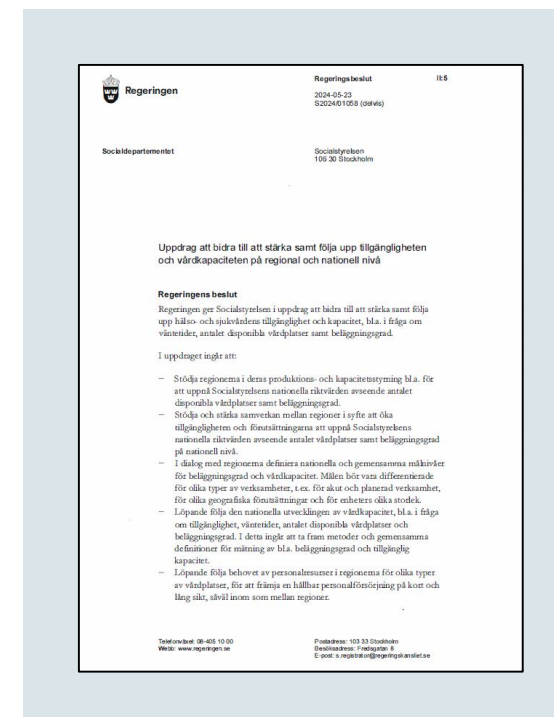 Regeringen
Regeringsbeslut II:5
2024-05-23
S2024/01058 (delvis)
Socialdepartementet
Socialstyrelsen
106 30 Stockholm
Uppdrag att bidra till att stärka samt följa upp tillgängligheten
och vårdkapaciteten på regional och nationell nivå
Regeringens beslut
Regeringen ger Socialstyrelsen i uppdrag att bidra till att stärka samt följa
upp hälso- och sjukvårdens tillgänglighet och kapacitet, bl.a. i fråga om
väntetider, antalet disponibla vårdplatser samt beläggningsgrad.
I uppdraget ingår att:
– Stödja regionerna i deras produktions- och kapacitetsstyrning bl.a. för
att uppnå Socialstyrelsens nationella riktvärden avseende antalet
disponibla vårdplatser samt beläggningsgrad.
– Stödja och stärka samverkan mellan regioner i syfte att öka
tillgängligheten och förutsättningarna att uppnå Socialstyrelsens
nationella riktvärden avseende antalet vårdplatser samt beläggningsgrad
på nationell nivå.
– I dialog med regionerna definiera nationella och gemensamma målnivåer
för beläggningsgrad och vårdkapacitet. Målen bör vara differentierade
för olika typer av verksamheter, t.ex. för akut och planerad verksamhet,
för olika geografiska förutsättningar och för enheters olika storlek.
– Löpande följa den nationella utvecklingen av vårdkapacitet, bl.a. i fråga
om tillgänglighet, väntetider, antalet disponibla vårdplatser och
beläggningsgrad. I detta ingår att ta fram metoder och gemensamma
definitioner för mätning av bl.a. beläggningsgrad och tillgänglig
kapacitet.
– Löpande följa behovet av personalresurser i regionerna för olika typer
av vårdplatser, för att främja en hållbar personalförsörjning på kort och
lång sikt, såväl inom som mellan regioner.
Telefonväxel: 08-405 10 00
Webb: www.regeringen.se
Postadress: 103 33 Stockholm
Besöksadress: Fredsgatan 8
E-post: s.registrator@regeringskansliet.se